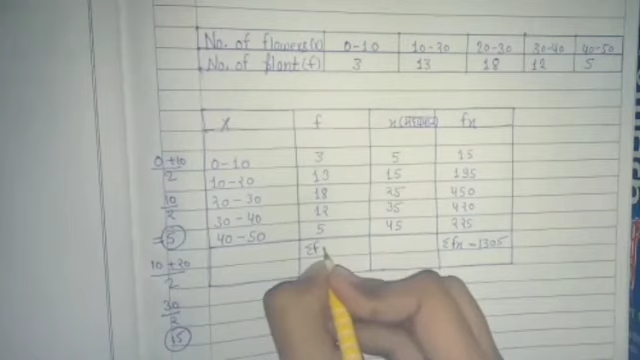 No. of flowers(x) 0-10 10-20 20-30 30-40 40-50
No. of plant(f) 3 13 18 12 5
x f x(मध्यमान) fx
0-10 3 5 15
10-20 13 15 195
20-30 18 25 450
30-40 12 35 420
40-50 5 45 225
Σf Σfx = 1305
0+10
2
10
2
=5
10+20
2
30
2
15